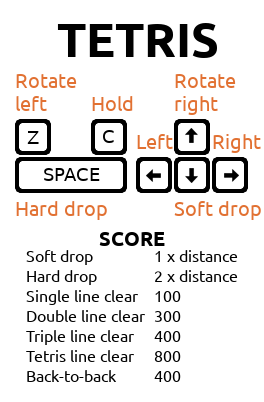 TETRIS
Rotate left
Hold
Rotate right
Z
C
Left
↑
Right
SPACE
← ↓ →
Hard drop
Soft drop
SCORE
Soft drop 1 x distance
Hard drop 2 x distance
Single line clear 100
Double line clear 300
Triple line clear 400
Tetris line clear 800
Back-to-back 400